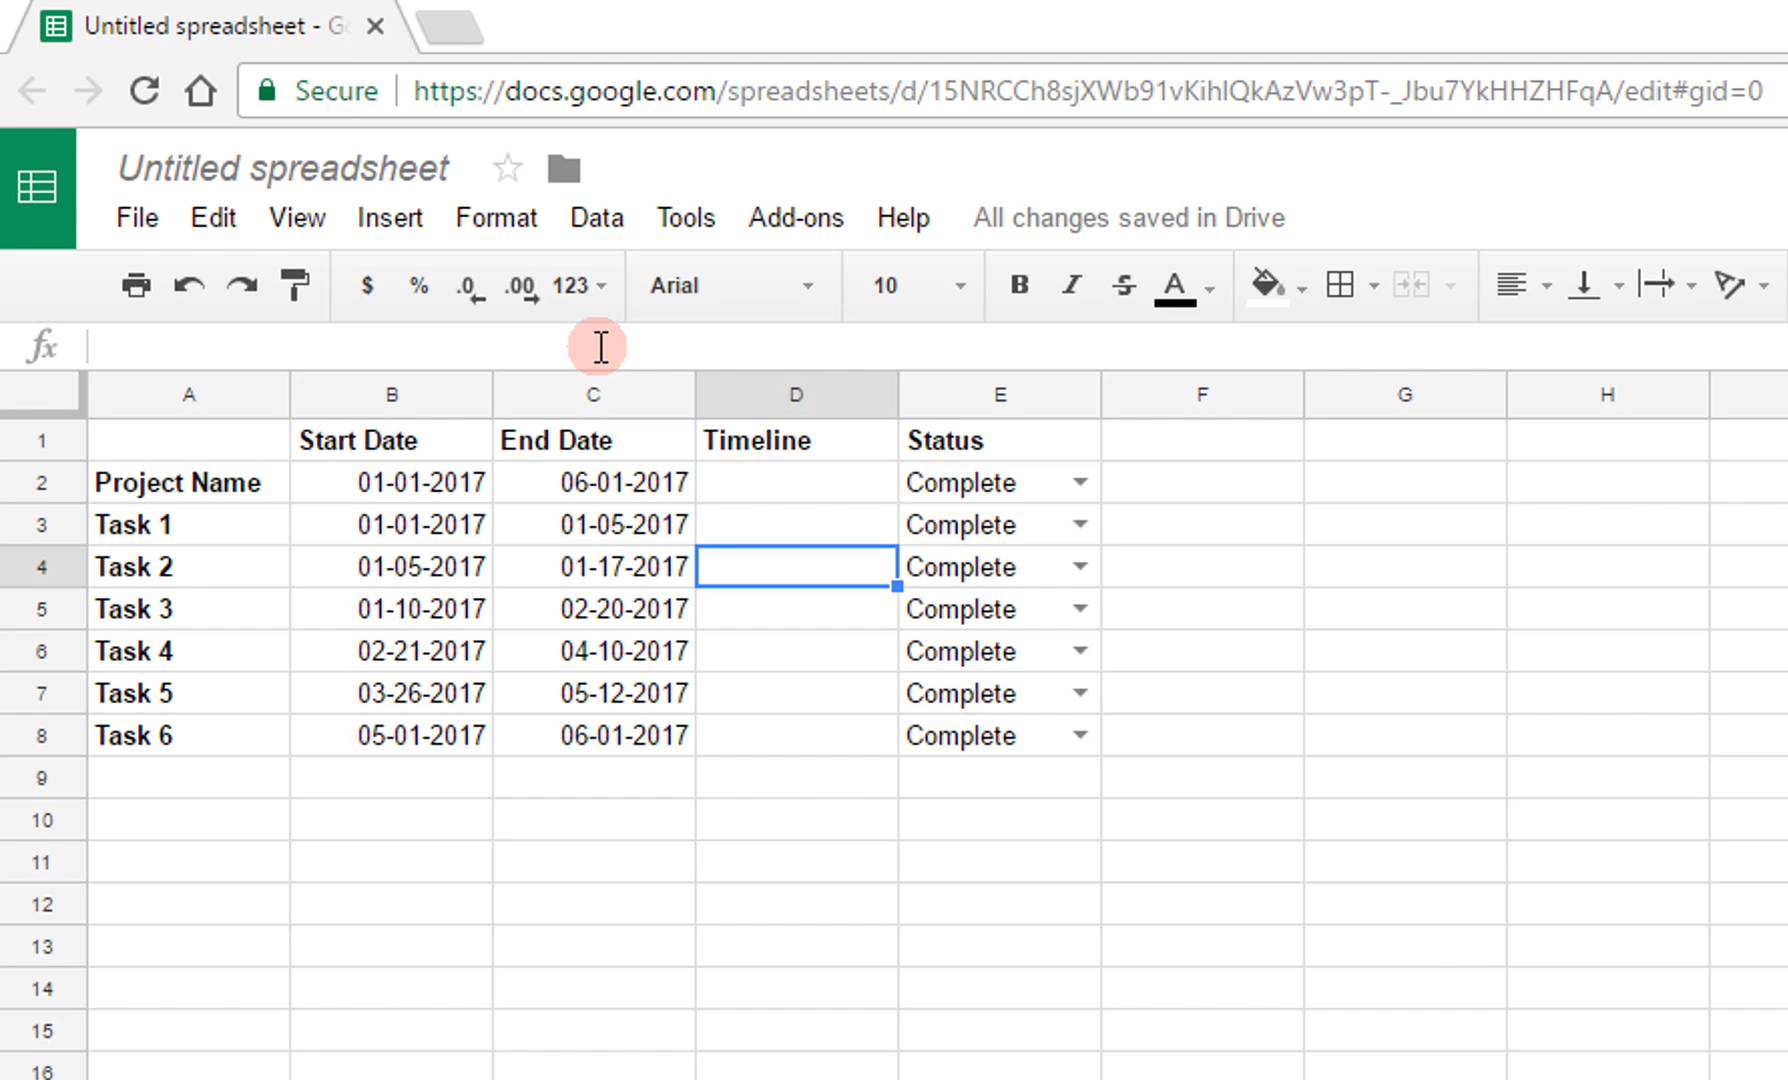 Untitled spreadsheet - Go
Secure https://docs.google.com/spreadsheets/d/15NRCCh8sjXWb91vKihlQkAzVw3pT-_Jbu7YkHHZHFqA/edit#gid=0
Untitled spreadsheet
File Edit View Insert Format Data Tools Add-ons Help All changes saved in Drive
$ % .0 .00 123 Arial 10 B I S A
fx
A B C D E F G H
1 Start Date End Date Timeline Status
2 Project Name 01-01-2017 06-01-2017 Complete
3 Task 1 01-01-2017 01-05-2017 Complete
4 Task 2 01-05-2017 01-17-2017 Complete
5 Task 3 01-10-2017 02-20-2017 Complete
6 Task 4 02-21-2017 04-10-2017 Complete
7 Task 5 03-26-2017 05-12-2017 Complete
8 Task 6 05-01-2017 06-01-2017 Complete
9
10
11
12
13
14
15
16